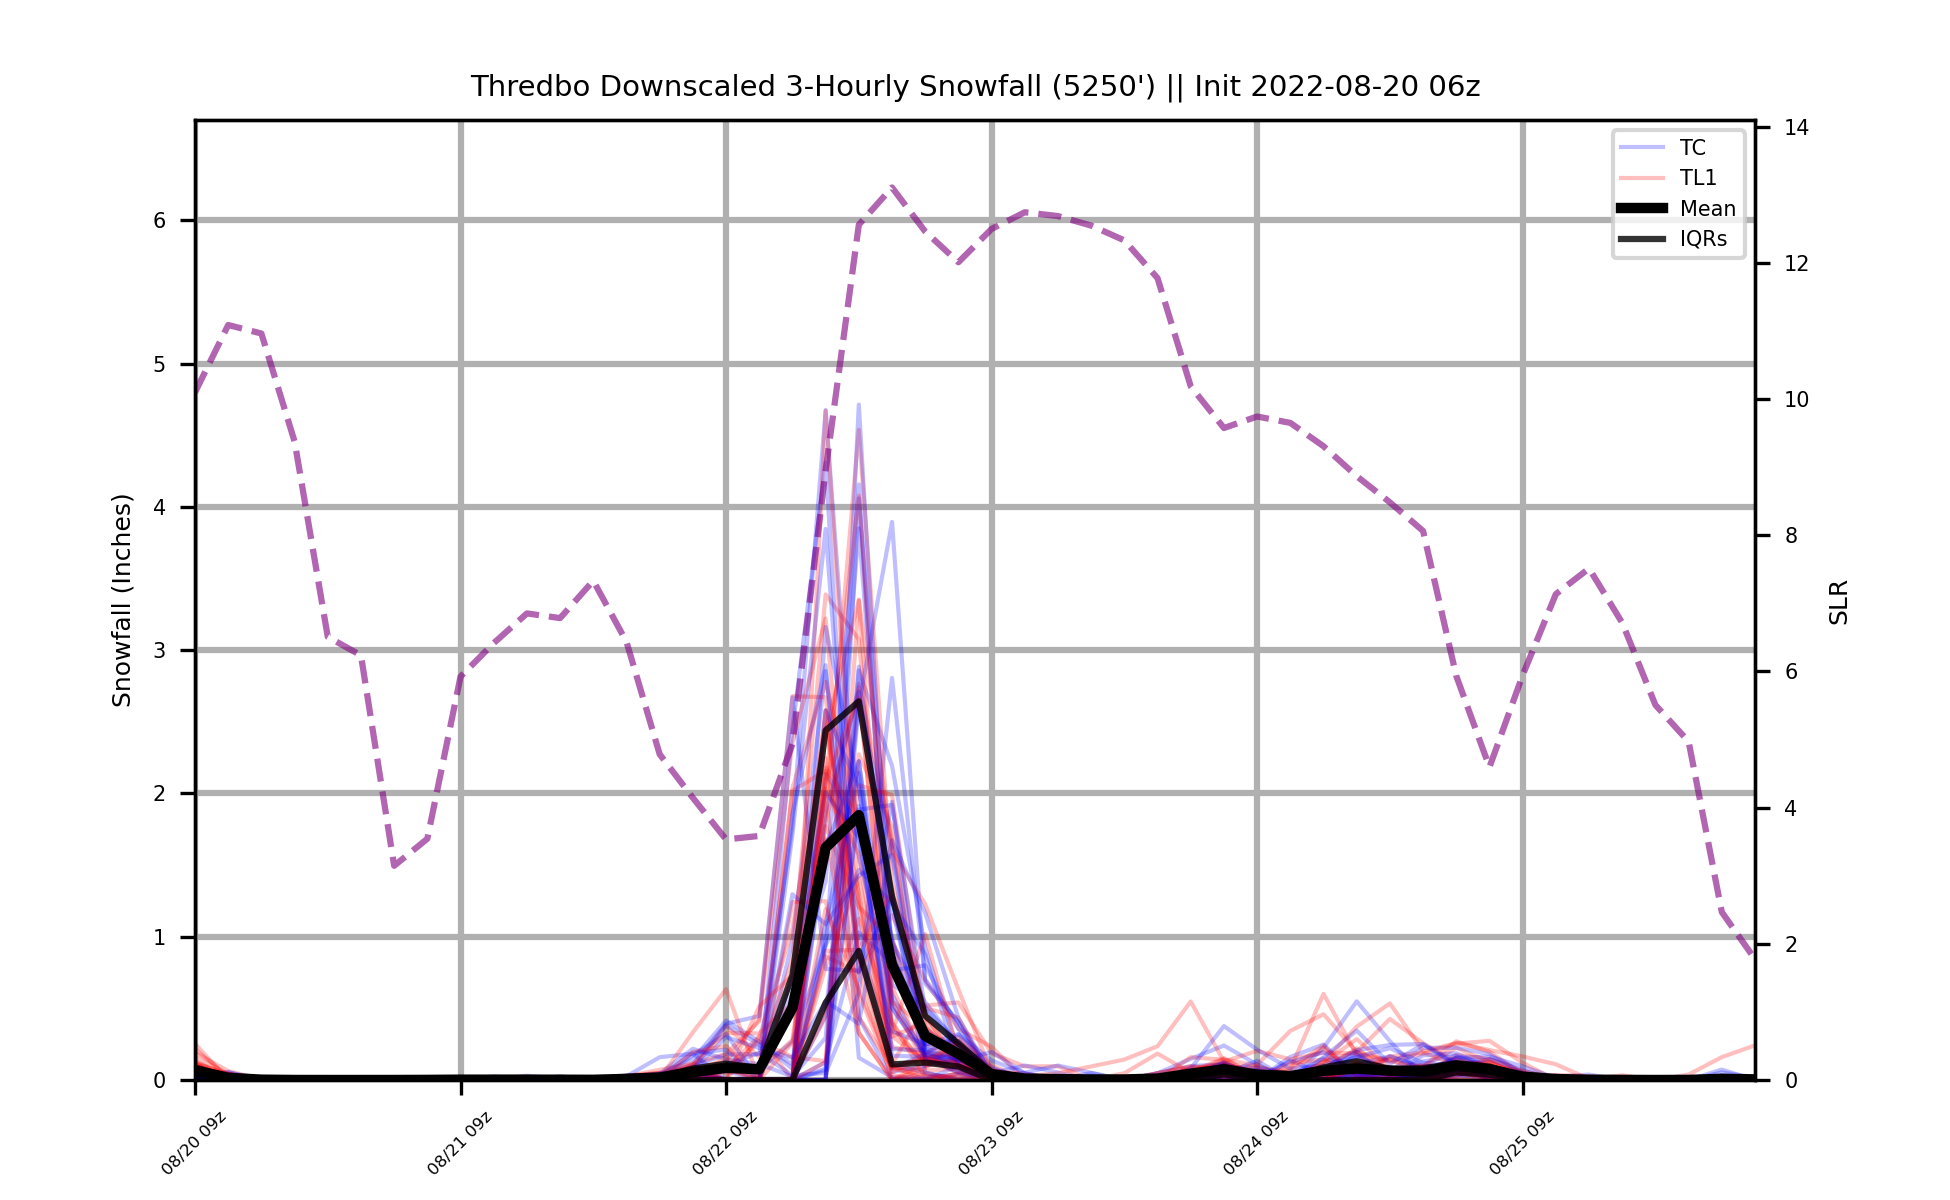 Thredbo Downscaled 3-Hourly Snowfall (5250') || Init 2022-08-20 06z
TC
TL1
Mean
IQRs
Snowfall (Inches)
6
5
4
3
2
1
0
14
12
10
8
6
4
2
0
SLR
08/20 09z
08/21 09z
08/22 09z
08/23 09z
08/24 09z
08/25 09z